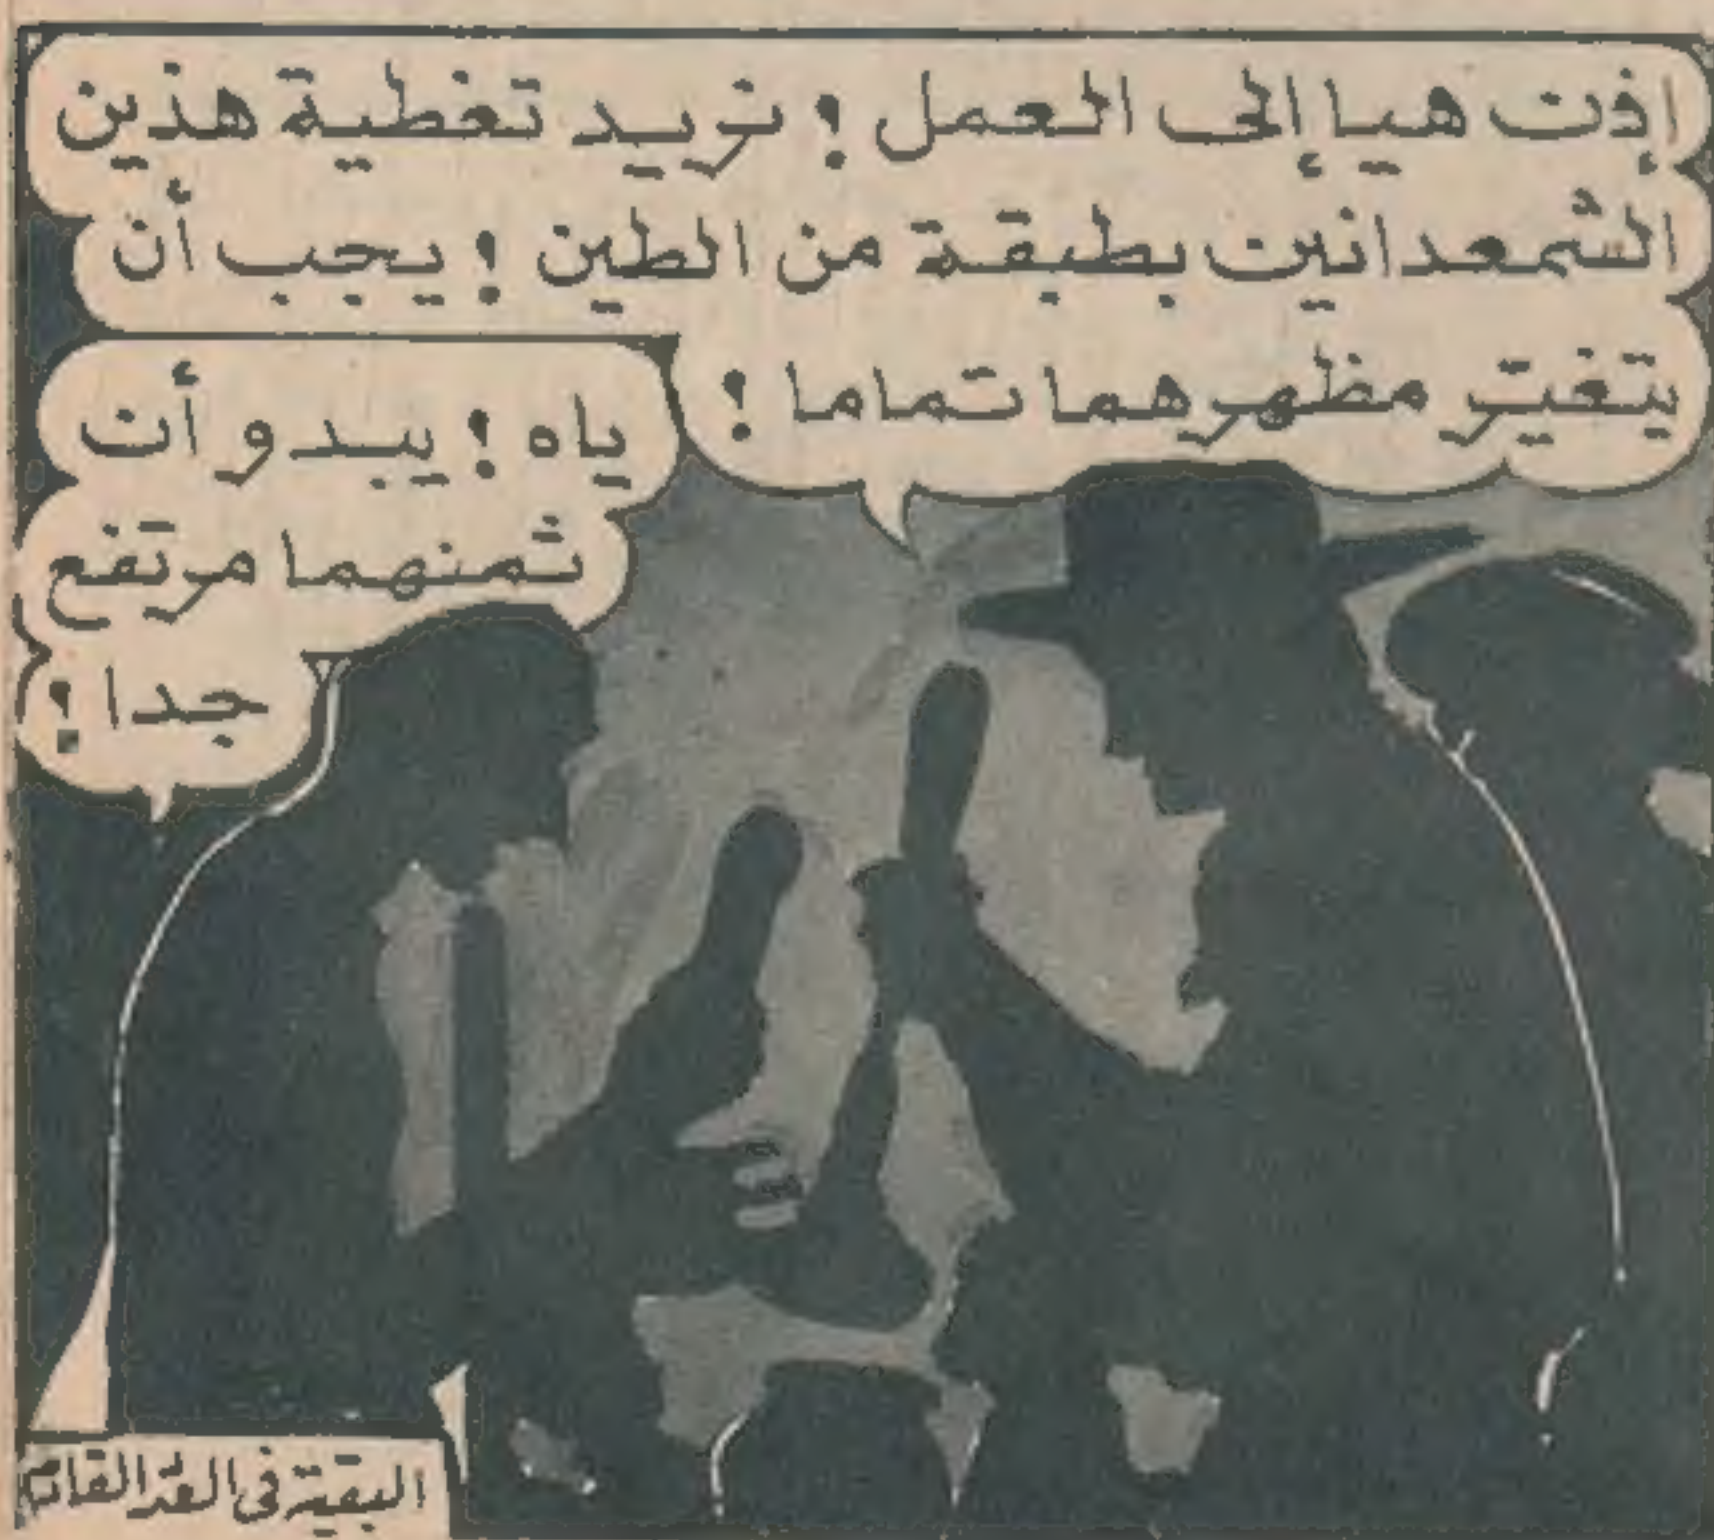 إذن هيا إلى العمل ! نريد تغطية هذين
الشمعدانين بطبقة من الطين ! يجب أن
يتغير مظهرهما تماما !
ياه ! يبدو أن
ثمنهما مرتفع
جدا !
البقية في العدد القادم